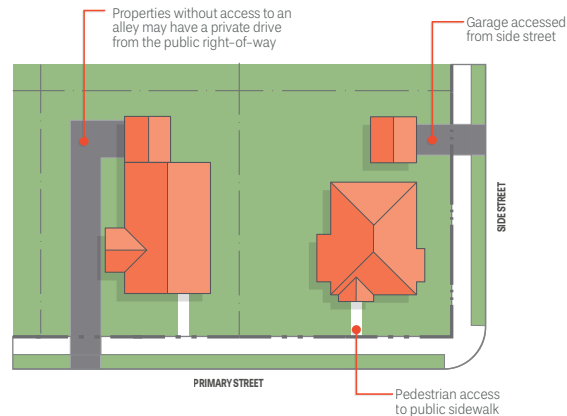 Properties without access to an
alley may have a private drive
from the public right-of-way
Garage accessed
from side street
SIDE STREET
PRIMARY STREET
Pedestrian access
to public sidewalk